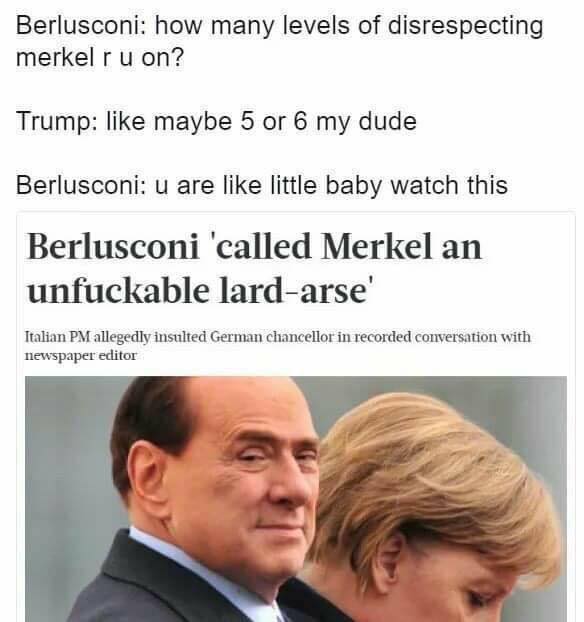 Berlusconi: how many levels of disrespecting
merkel r u on?
Trump: like maybe 5 or 6 my dude
Berlusconi: u are like little baby watch this
Berlusconi 'called Merkel an
unfuckable lard-arse'
Italian PM allegedly insulted German chancellor in recorded conversation with
newspaper editor